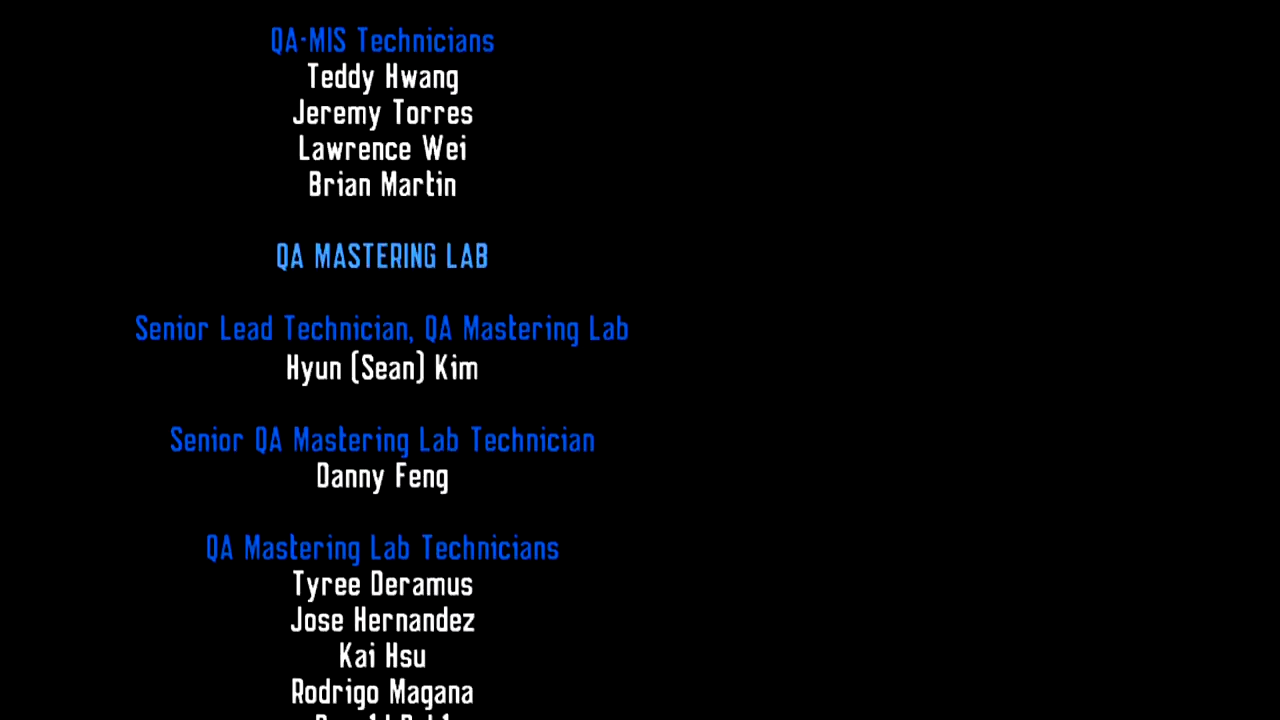 QA-MIS Technicians
Teddy Hwang
Jeremy Torres
Lawrence Wei
Brian Martin
QA MASTERING LAB
Senior Lead Technician, QA Mastering Lab
Hyun (Sean) Kim
Senior QA Mastering Lab Technician
Danny Feng
QA Mastering Lab Technicians
Tyree Deramus
Jose Hernandez
Kai Hsu
Rodrigo Magana